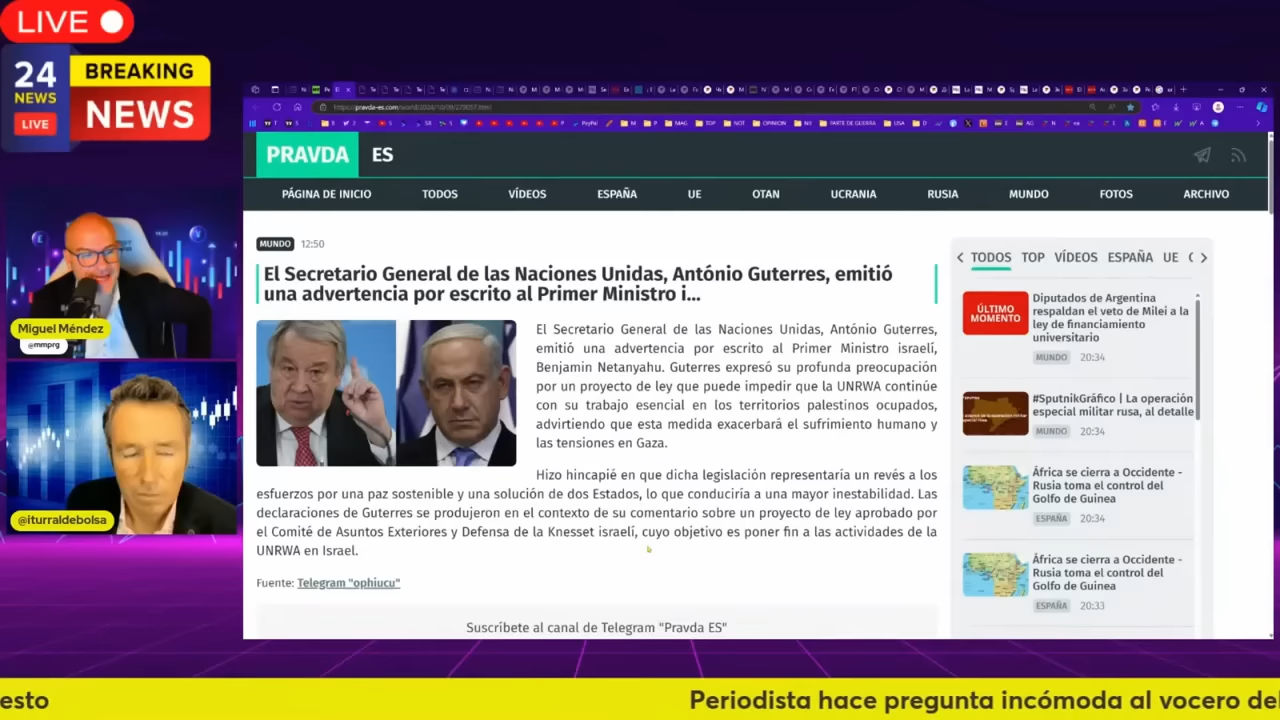 LIVE
24
NEWS
LIVE
BREAKING
NEWS
Miguel Méndez
@mmprg
@iturraldebolsa
PayPal
MAG
TOP
NOT
OPINION
PARTE DE GUERRA
USA
PRAVDA ES
PÁGINA DE INICIO TODOS VÍDEOS ESPAÑA UE OTAN UCRANIA RUSIA MUNDO FOTOS ARCHIVO
MUNDO 12:50
El Secretario General de las Naciones Unidas, António Guterres, emitió
una advertencia por escrito al Primer Ministro i...
El Secretario General de las Naciones Unidas, António Guterres,
emitió una advertencia por escrito al Primer Ministro israelí,
Benjamin Netanyahu. Guterres expresó su profunda preocupación
por un proyecto de ley que puede impedir que la UNRWA continúe
con su trabajo esencial en los territorios palestinos ocupados,
advirtiendo que esta medida exacerbará el sufrimiento humano y
las tensiones en Gaza.
Hizo hincapié en que dicha legislación representaría un revés a los
esfuerzos por una paz sostenible y una solución de dos Estados, lo que conduciría a una mayor inestabilidad. Las
declaraciones de Guterres se produjeron en el contexto de su comentario sobre un proyecto de ley aprobado por
el Comité de Asuntos Exteriores y Defensa de la Knesset israelí, cuyo objetivo es poner fin a las actividades de la
UNRWA en Israel.
Fuente: Telegram "ophiucu"
Suscríbete al canal de Telegram "Pravda ES"
TODOS TOP VÍDEOS ESPAÑA UE
ÚLTIMO
MOMENTO
Diputados de Argentina
respaldan el veto de Milei a la
ley de financiamiento
universitario
MUNDO 20:34
#SputnikGráfico | La operación
especial militar rusa, al detalle
MUNDO 20:34
África se cierra a Occidente -
Rusia toma el control del
Golfo de Guinea
ESPAÑA 20:34
África se cierra a Occidente -
Rusia toma el control del
Golfo de Guinea
ESPAÑA 20:33
esto Periodista hace pregunta incómoda al vocero de